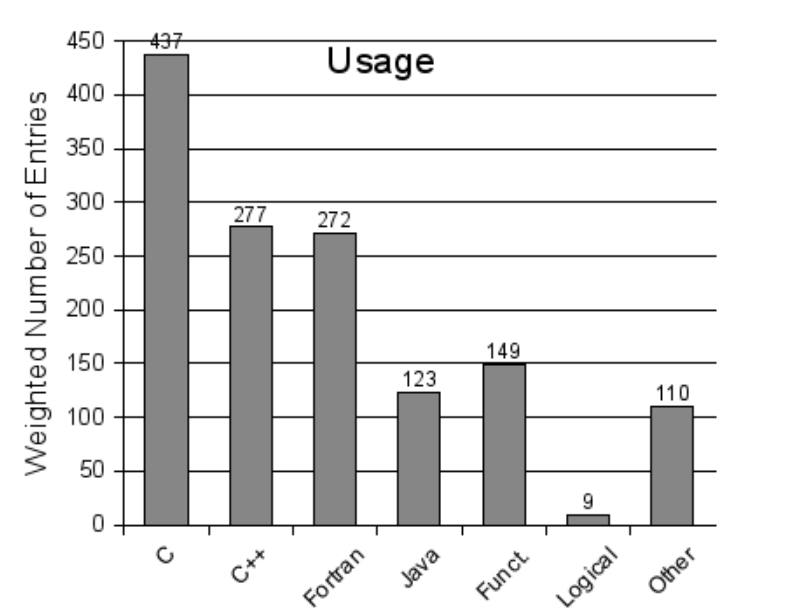 Usage
Weighted Number of Entries
450
400
350
300
250
200
150
100
50
0
437
277
272
123
149
9
110
C
C++
Fortran
Java
Funct.
Logical
Other